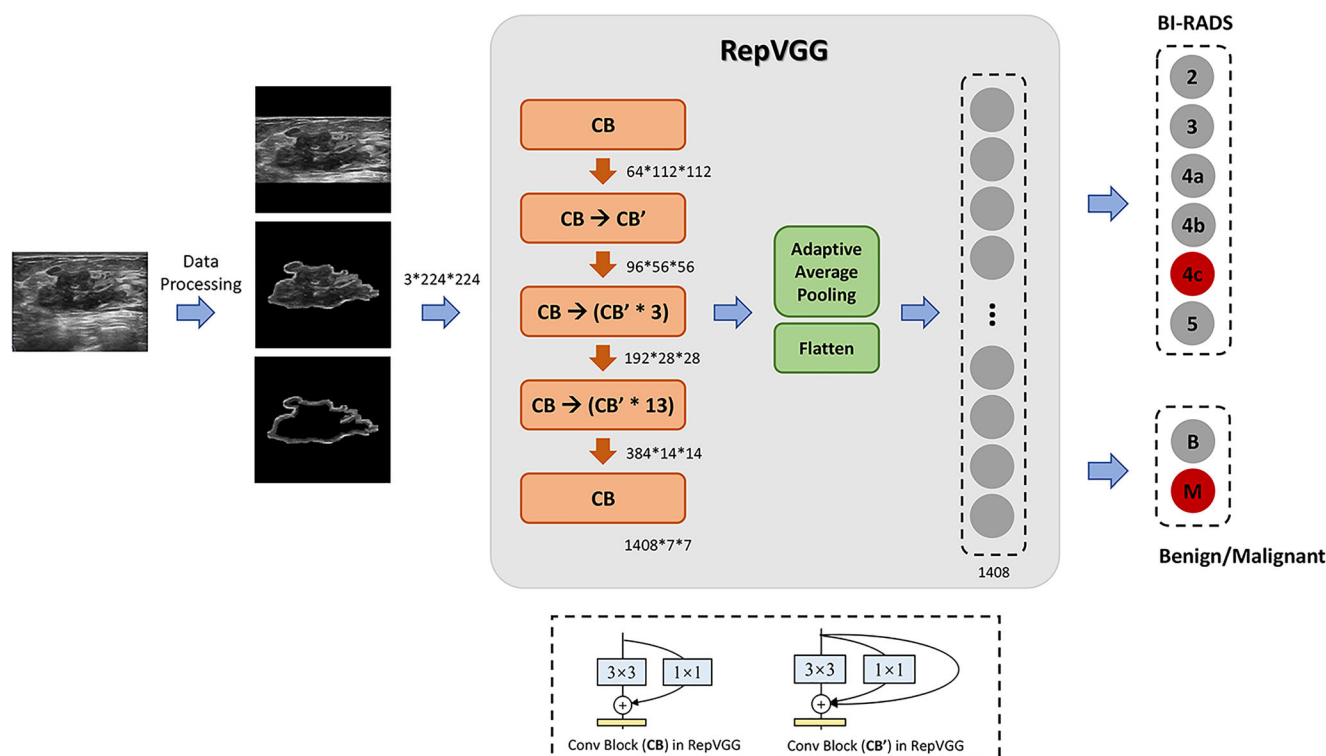 Data
Processing
3*224*224
RepVGG
CB
64*112*112
CB → CB’
96*56*56
CB → (CB’ * 3)
192*28*28
CB → (CB’ * 13)
384*14*14
CB
1408*7*7
Adaptive
Average
Pooling
Flatten
...
1408
BI-RADS
2
3
4a
4b
4c
5
B
M
Benign/Malignant
3×3
1×1
+
Conv Block (CB) in RepVGG
3×3
1×1
+
Conv Block (CB’) in RepVGG